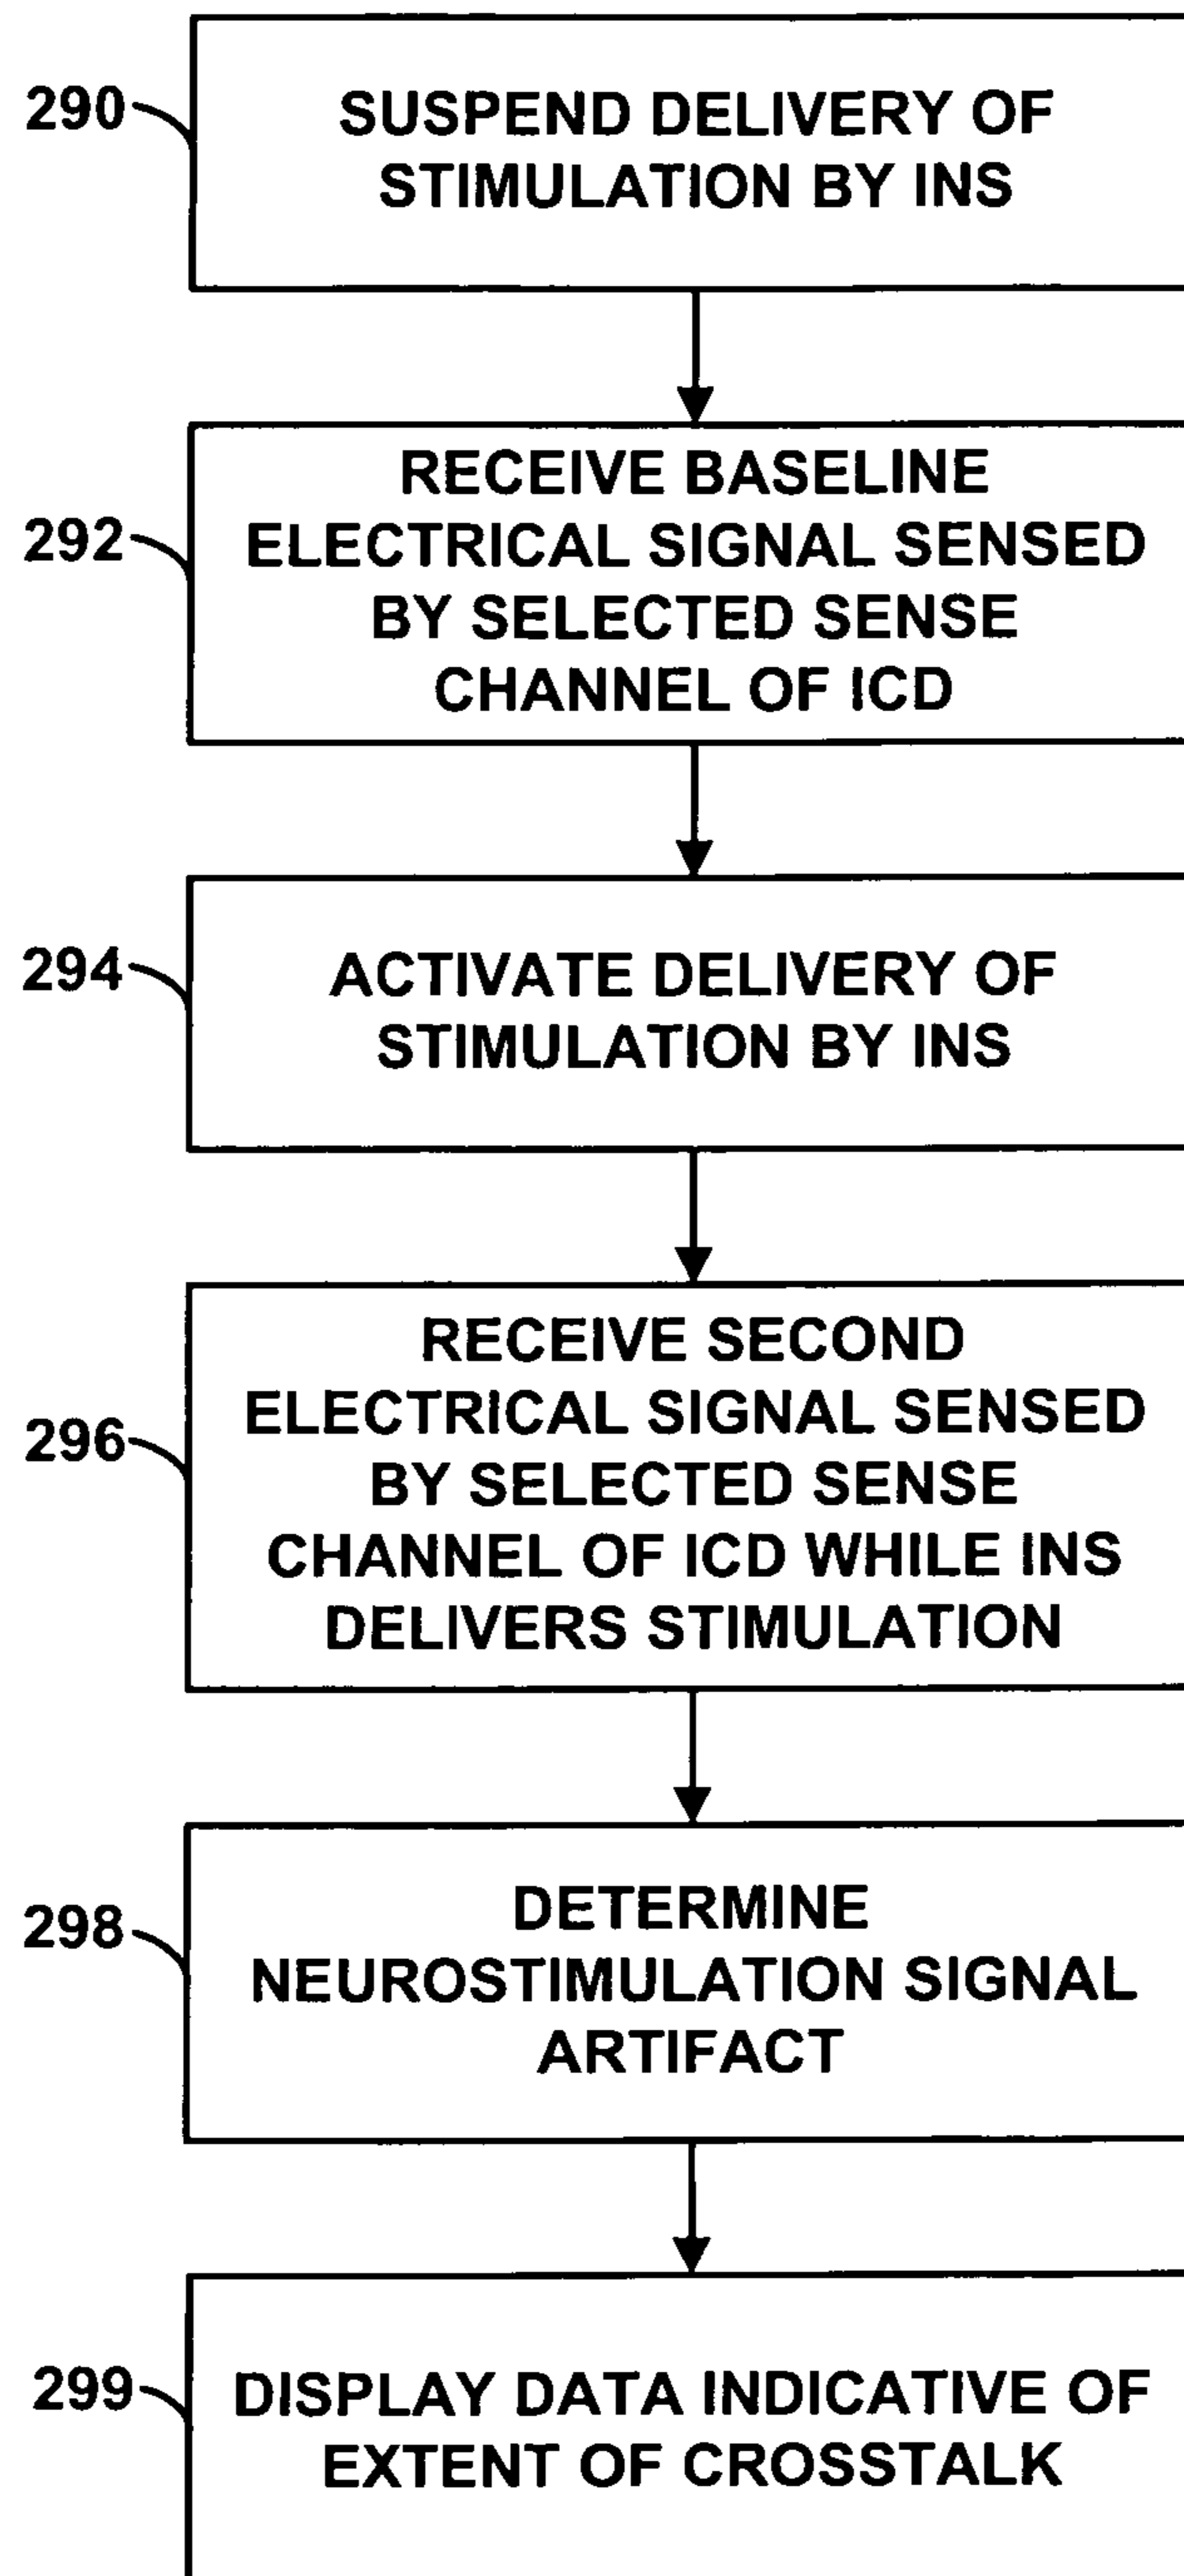 290
SUSPEND DELIVERY OF
STIMULATION BY INS
292
RECEIVE BASELINE
ELECTRICAL SIGNAL SENSED
BY SELECTED SENSE
CHANNEL OF ICD
294
ACTIVATE DELIVERY OF
STIMULATION BY INS
296
RECEIVE SECOND
ELECTRICAL SIGNAL SENSED
BY SELECTED SENSE
CHANNEL OF ICD WHILE INS
DELIVERS STIMULATION
298
DETERMINE
NEUROSTIMULATION SIGNAL
ARTIFACT
299
DISPLAY DATA INDICATIVE OF
EXTENT OF CROSSTALK